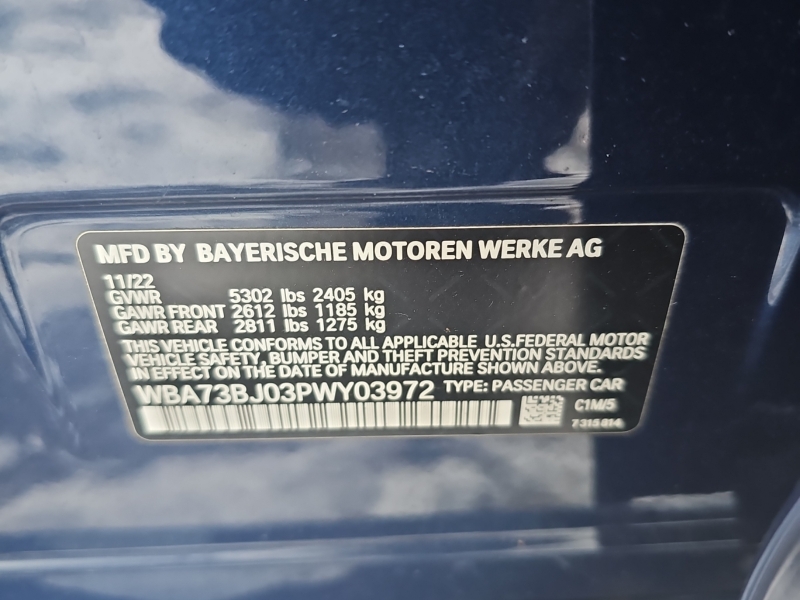 MFD BY BAYERISCHE MOTOREN WERKE AG
11/22
GVWR 5302 lbs 2405 kg
GAWR FRONT 2612 lbs 1185 kg
GAWR REAR 2811 lbs 1275 kg
THIS VEHICLE CONFORMS TO ALL APPLICABLE U.S.FEDERAL MOTOR
VEHICLE SAFETY, BUMPER AND THEFT PREVENTION STANDARDS
IN EFFECT ON THE DATE OF MANUFACTURE SHOWN ABOVE.
WBA73BJ03PWY03972 TYPE: PASSENGER CAR
C1M/5
7 315 814